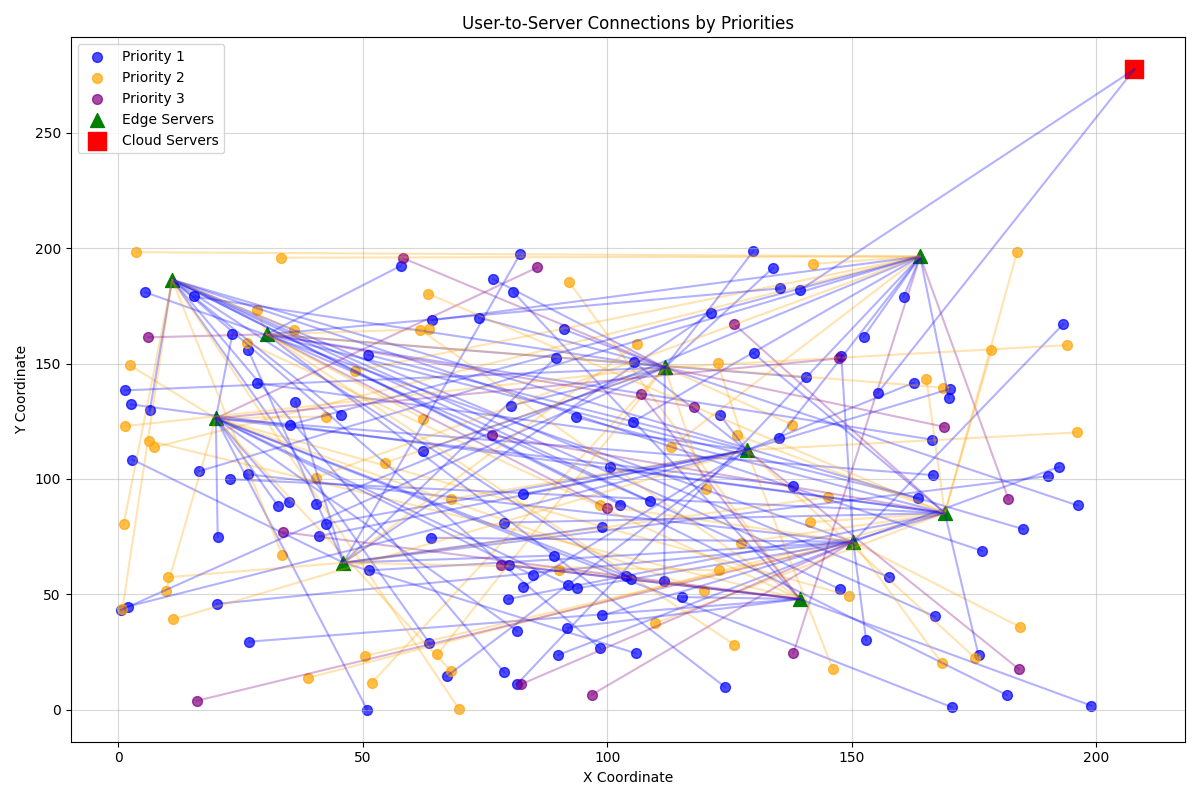 User-to-Server Connections by Priorities
Priority 1
Priority 2
Priority 3
Edge Servers
Cloud Servers
Y Coordinate
250
200
150
100
50
0
0 50 100 150 200
X Coordinate